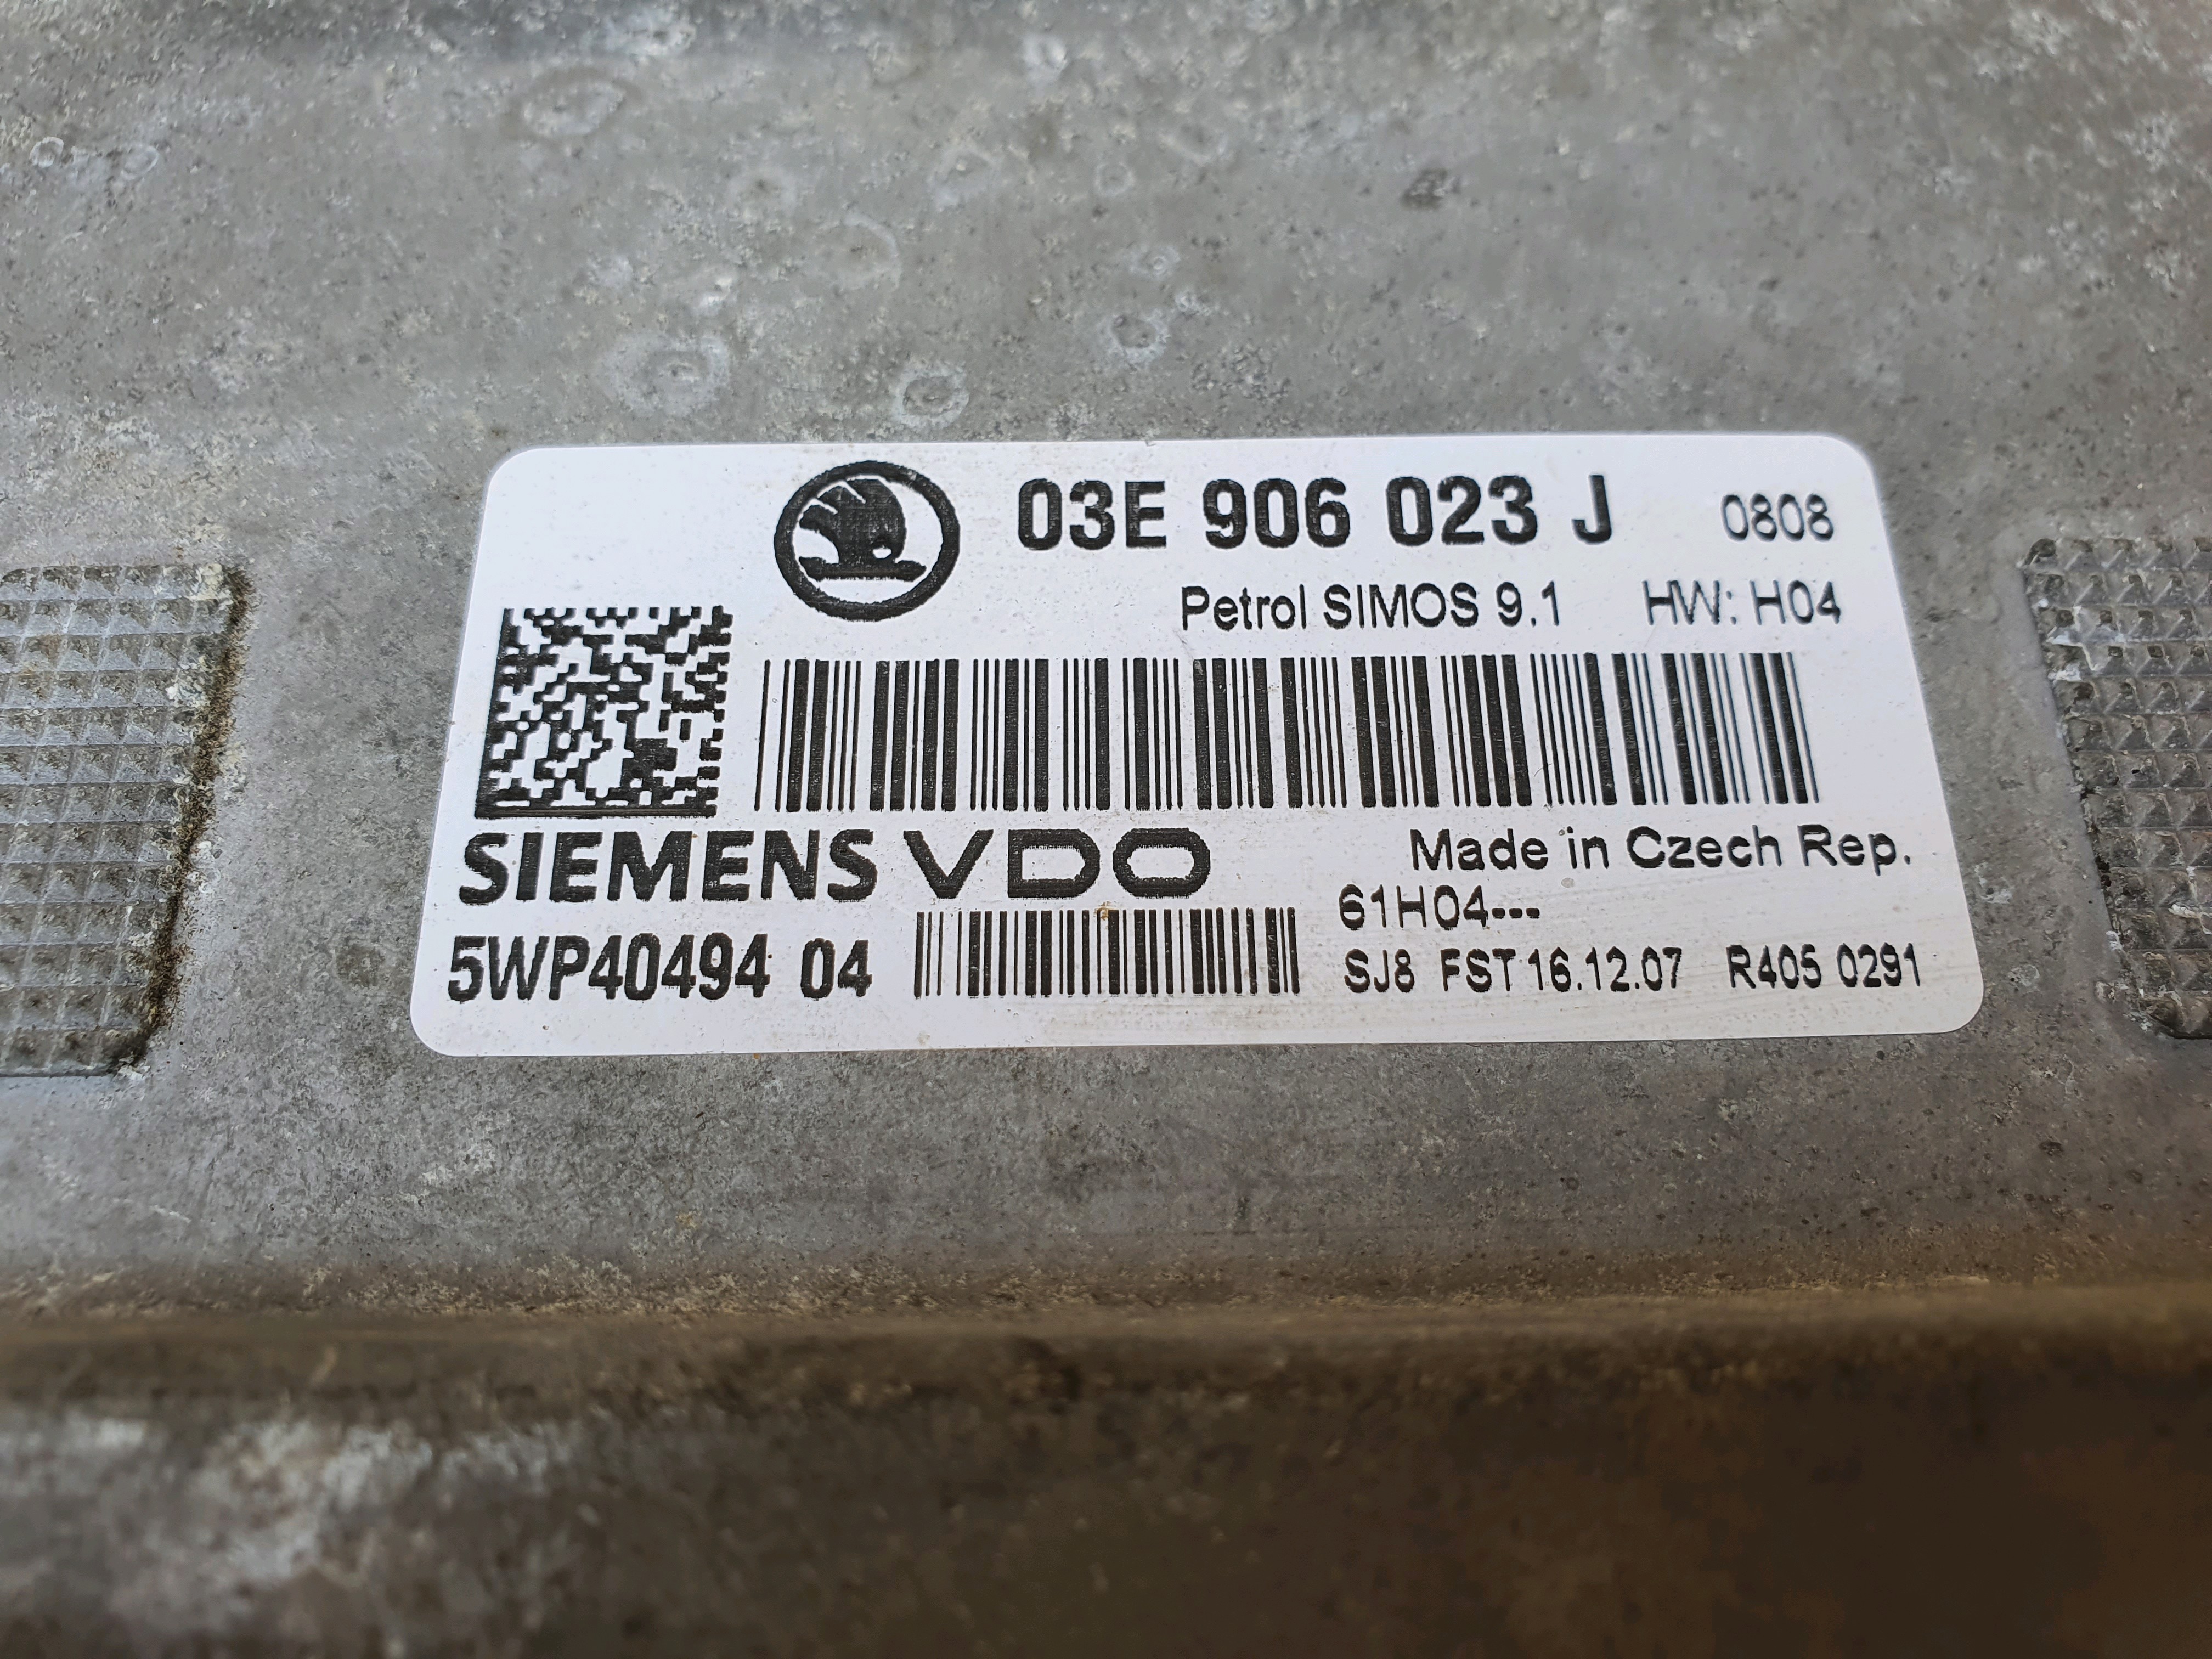 03E 906 023 J 0808
Petrol SIMOS 9.1 HW: H04
SIEMENS VDO Made in Czech Rep.
61H04---
5WP40494 04 SJ8 FST 16.12.07 R405 0291